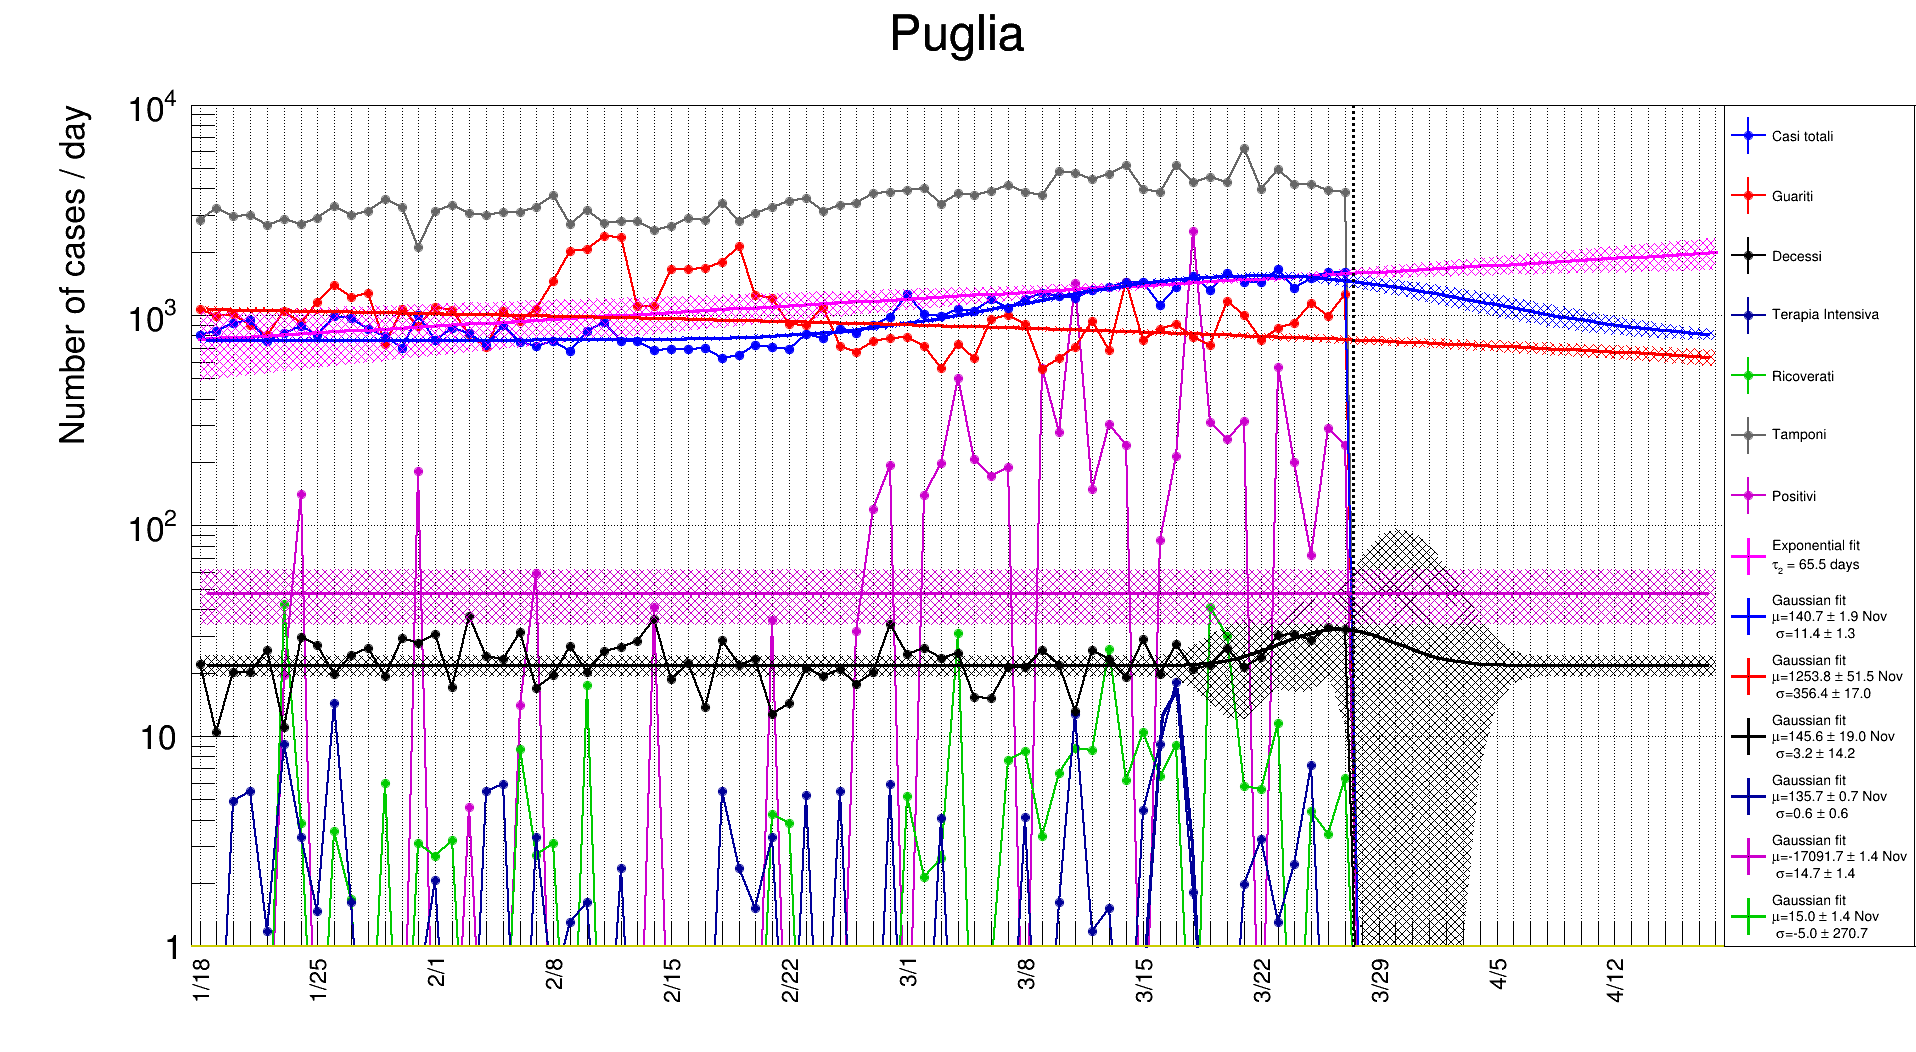 Puglia
Number of cases / day
10⁴
10³
10²
10
1
1/18
1/25
2/1
2/8
2/15
2/22
3/1
3/8
3/15
3/22
3/29
4/5
4/12
Casi totali
Guariti
Decessi
Terapia Intensiva
Ricoverati
Tamponi
Positivi
Exponential fit
τ₂ = 65.5 days
Gaussian fit
μ=140.7 ± 1.9 Nov
σ=11.4 ± 1.3
Gaussian fit
μ=1253.8 ± 51.5 Nov
σ=356.4 ± 17.0
Gaussian fit
μ=145.6 ± 19.0 Nov
σ=3.2 ± 14.2
Gaussian fit
μ=135.7 ± 0.7 Nov
σ=0.6 ± 0.6
Gaussian fit
μ=-17091.7 ± 1.4 Nov
σ=14.7 ± 1.4
Gaussian fit
μ=15.0 ± 1.4 Nov
σ=-5.0 ± 270.7